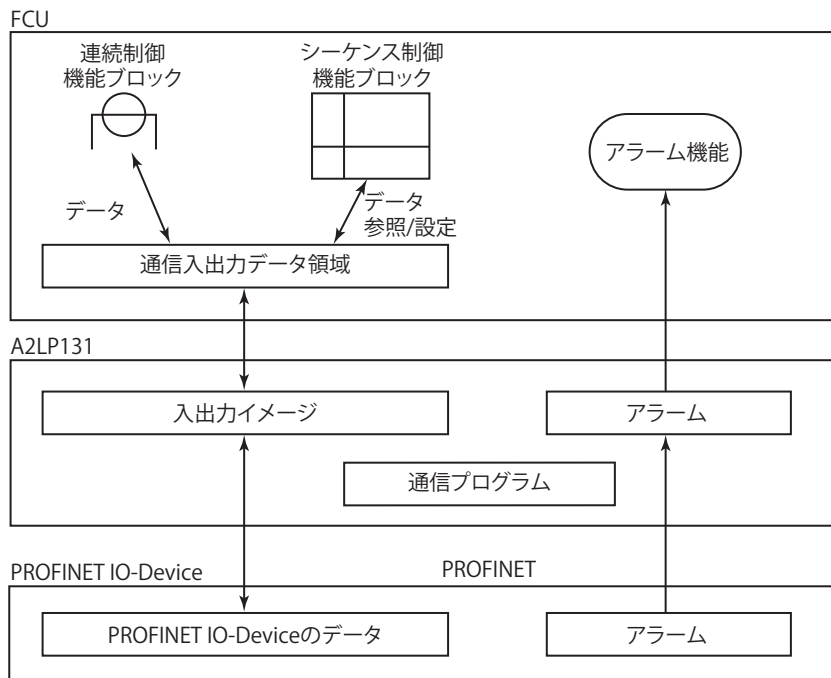 FCU
連続制御
機能ブロック
シーケンス制御
機能ブロック
アラーム機能
データ
データ
参照/設定
通信入出力データ領域
A2LP131
入出力イメージ
アラーム
通信プログラム
PROFINET IO-Device
PROFINET
PROFINET IO-Deviceのデータ
アラーム